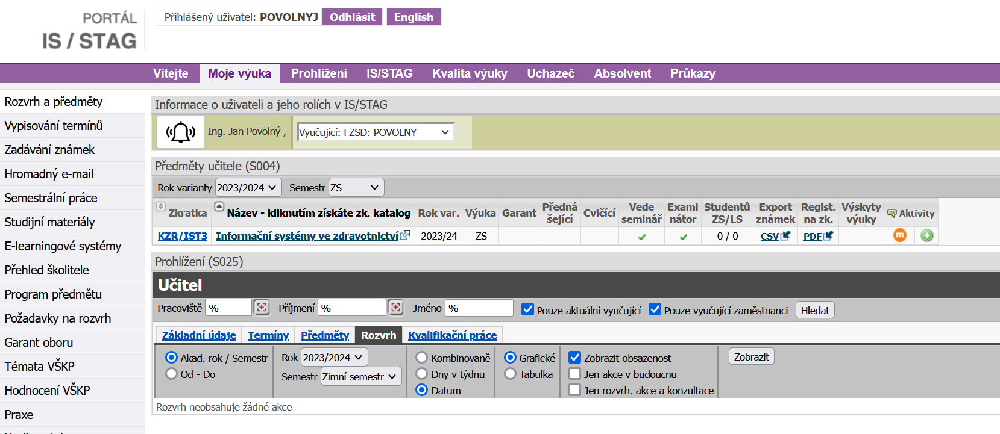 PORTÁL
IS / STAG
Přihlášený uživatel: POVOLNYJ Odhlásit English
Vítejte Moje výuka Prohlížení IS/STAG Kvalita výuky Uchazeč Absolvent Průkazy
Rozvrh a předměty
Vypisování termínů
Zadávání známek
Hromadný e-mail
Semestrální práce
Studijní materiály
E-learningové systémy
Přehled školitele
Program předmětu
Požadavky na rozvrh
Garant oboru
Témata VŠKP
Hodnocení VŠKP
Praxe
Informace o uživateli a jeho rolích v IS/STAG
Ing. Jan Povolný , Vyučující: FZSD: POVOLNY
Předměty učitele (S004)
Rok varianty 2023/2024 Semestr ZS
Zkratka Název - kliknutím získáte zk. katalog Rok var. Výuka Garant Předná šející Cvičící Vede seminář Exami nátor Studentů ZS/LS Export známek Regist. na zk. Výskyty výuky Aktivity
KZR/IST3 Informační systémy ve zdravotnictví 2023/24 ZS 0 / 0 CSV PDF m
Prohlížení (S025)
Učitel
Pracoviště % Příjmení % Jméno % Pouze aktuální vyučující Pouze vyučující zaměstnanci Hledat
Základní údaje Termíny Předměty Rozvrh Kvalifikační práce
Akad. rok / Semestr Rok 2023/2024 Kombinovaně Grafické Zobrazit obsazenost Zobrazit
Od - Do Semestr Zimní semestr Dny v týdnu Tabulka Jen akce v budoucnu
Datum Jen rozvrh. akce a konzultace
Rozvrh neobsahuje žádné akce